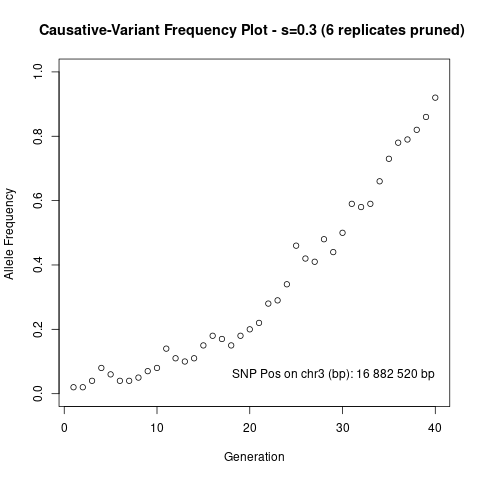 Causative-Variant Frequency Plot - s=0.3 (6 replicates pruned)
Allele Frequency
1.0
0.8
0.6
0.4
0.2
0.0
SNP Pos on chr3 (bp): 16 882 520 bp
0 10 20 30 40
Generation